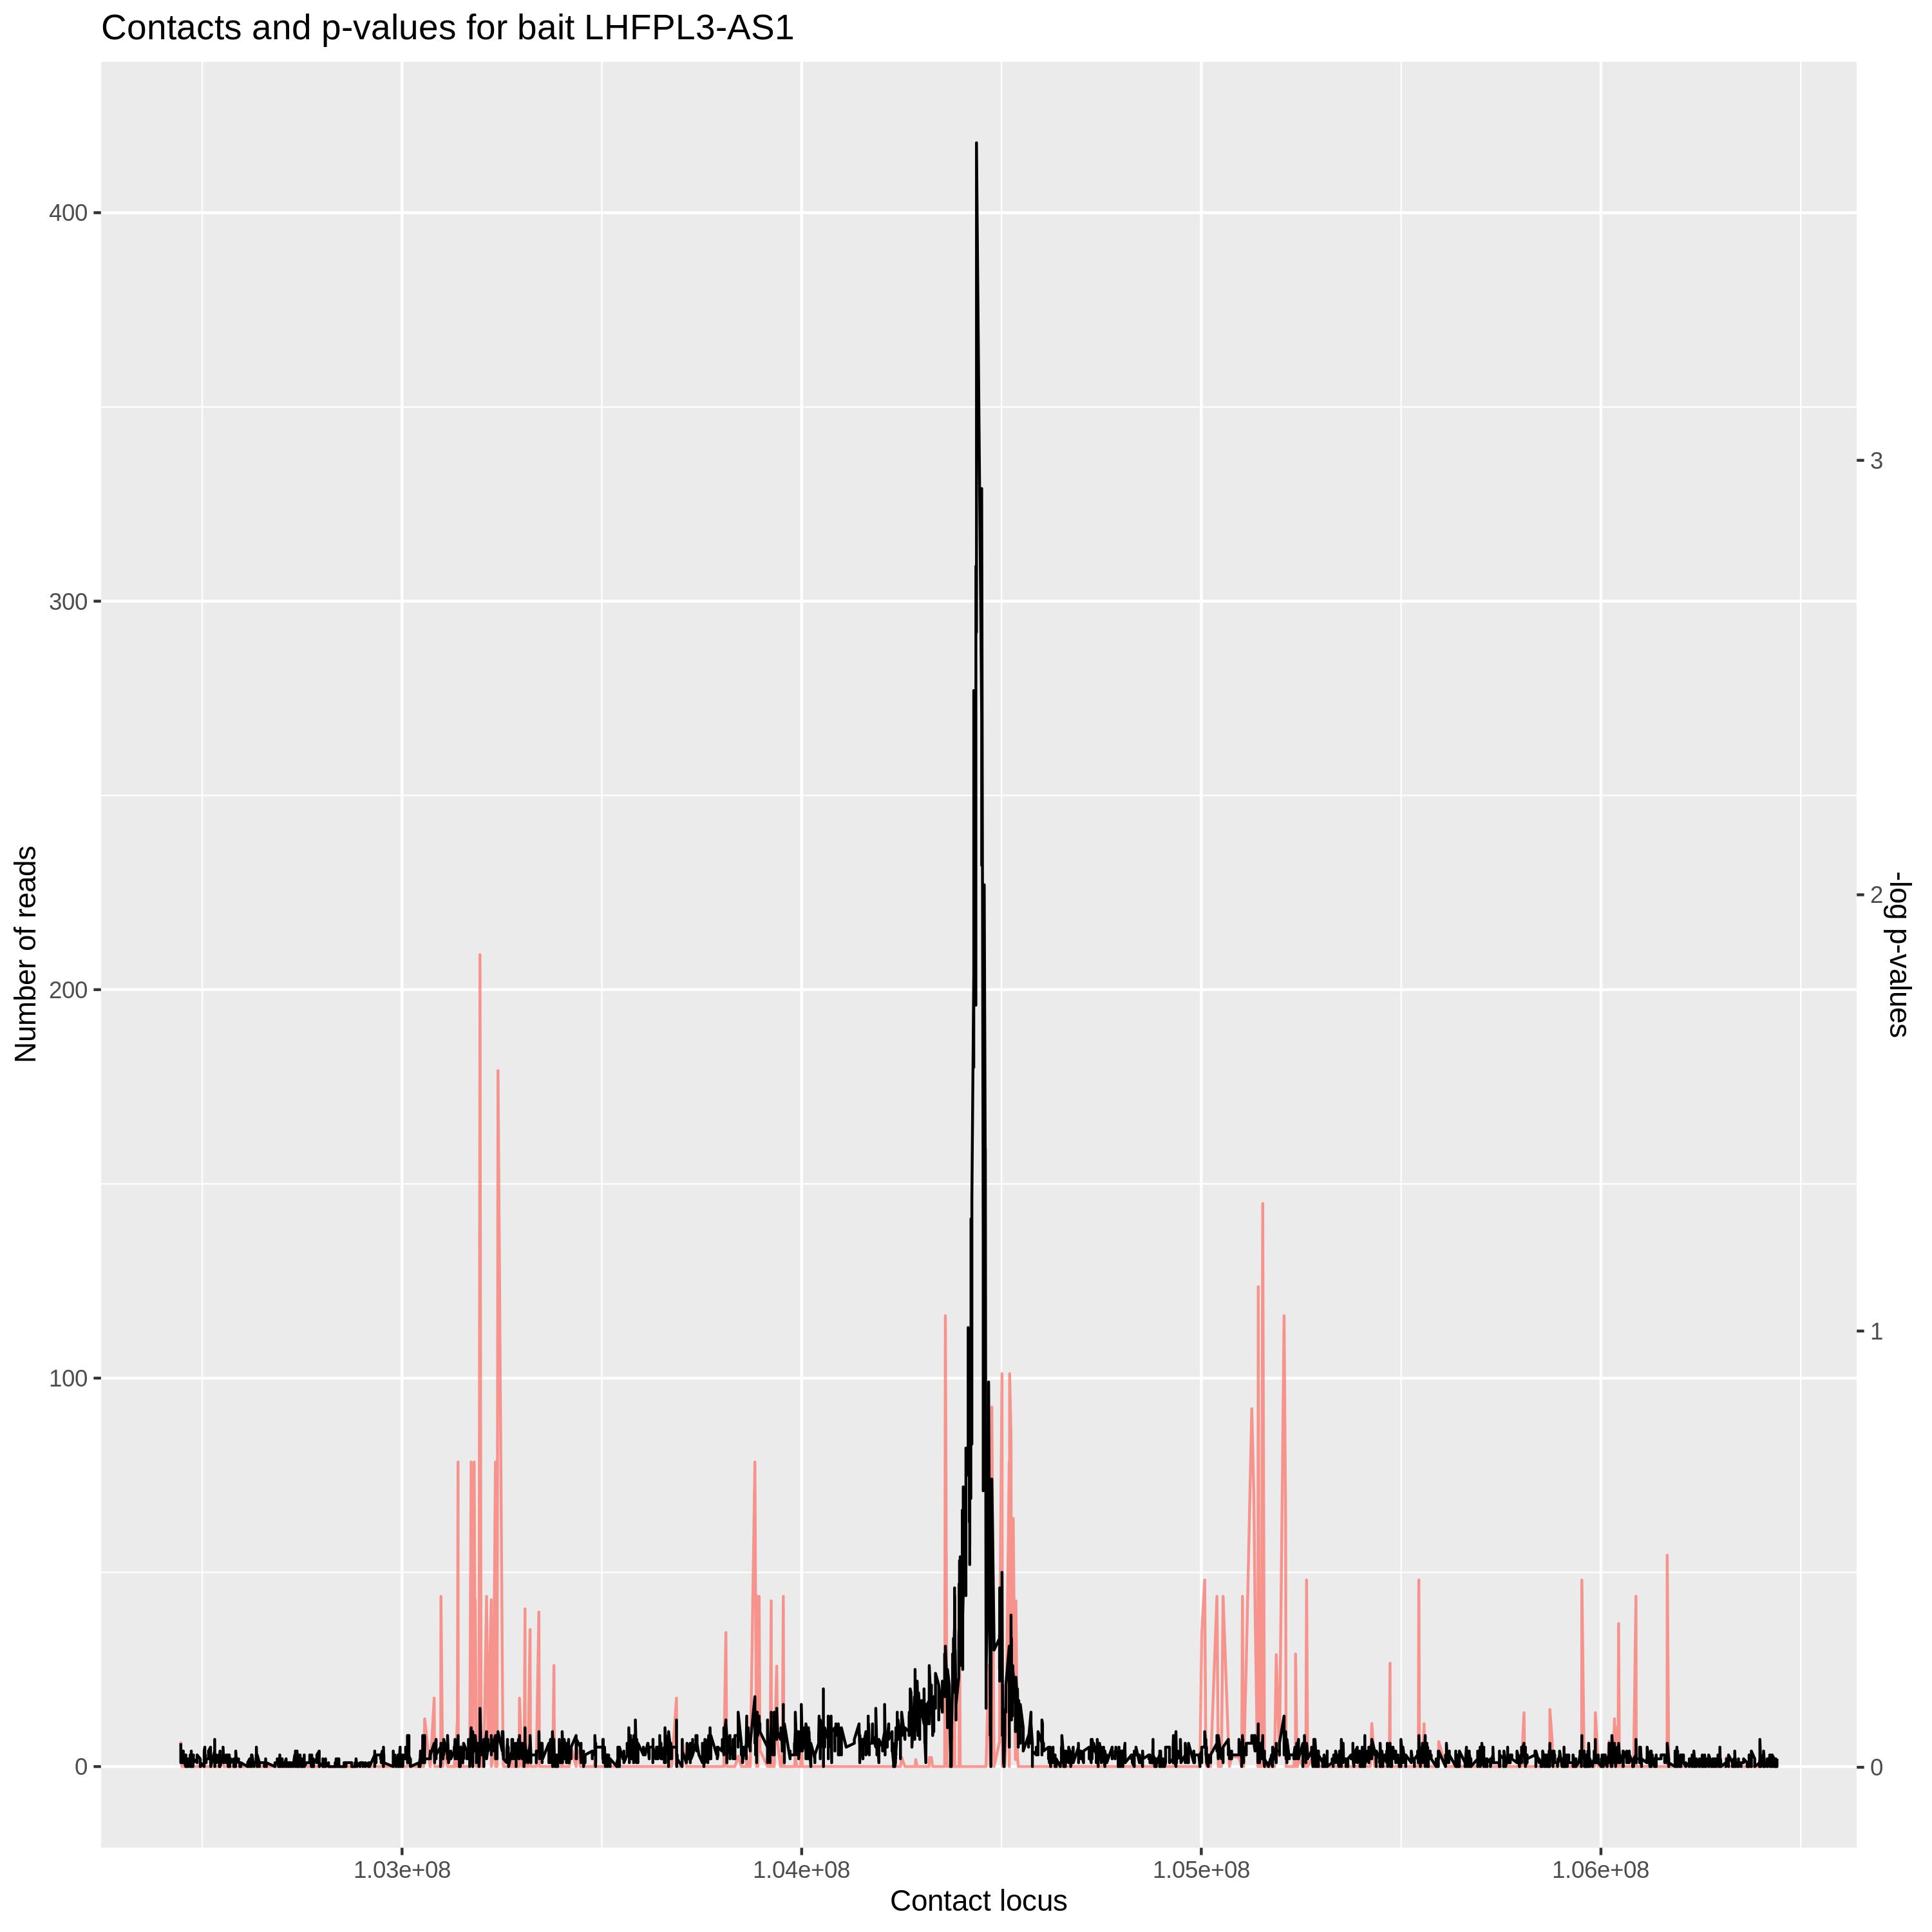 Contacts and p-values for bait LHFPL3-AS1
400
300
200
100
0
Number of reads
3
2
1
0
-log p-values
1.03e+08 1.04e+08 1.05e+08 1.06e+08
Contact locus